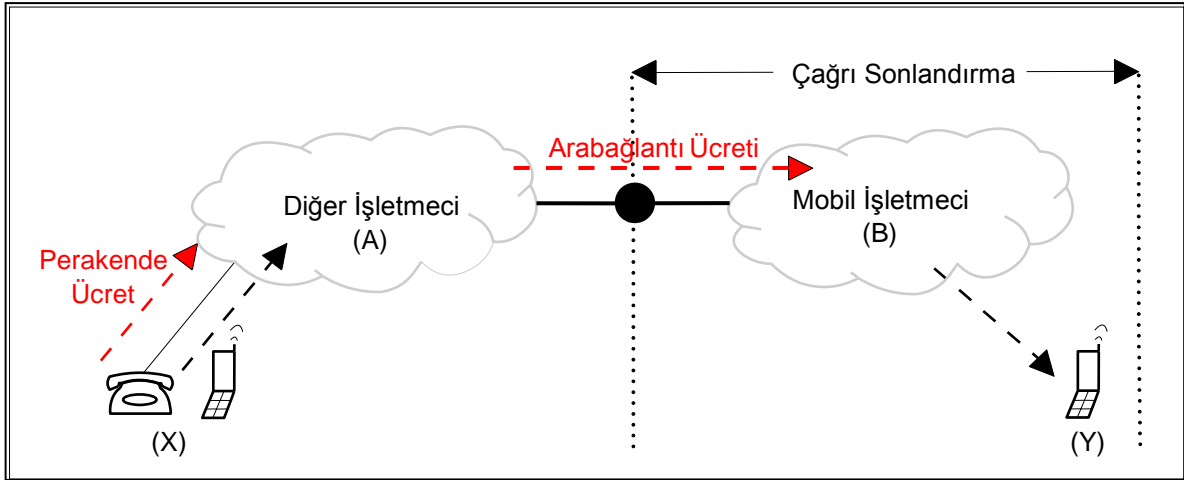 Çağrı Sonlandırma
Arabağlantı Ücreti
Diğer İşletmeci
(A)
Mobil İşletmeci
(B)
Perakende
Ücret
(X)
(Y)